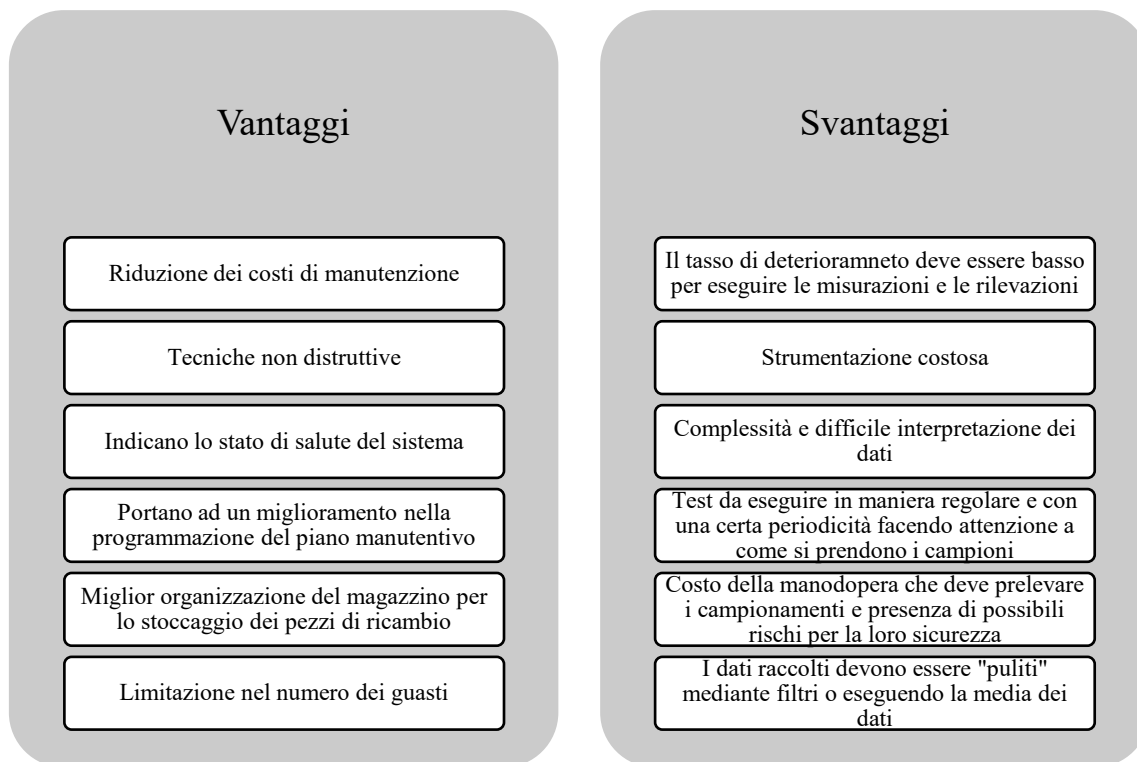 Vantaggi
Riduzione dei costi di manutenzione
Tecniche non distruttive
Indicano lo stato di salute del sistema
Portano ad un miglioramento nella
programmazione del piano manutentivo
Miglior organizzazione del magazzino per
lo stoccaggio dei pezzi di ricambio
Limitazione nel numero dei guasti
Svantaggi
Il tasso di deterioramneto deve essere basso
per eseguire le misurazioni e le rilevazioni
Strumentazione costosa
Complessità e difficile interpretazione dei
dati
Test da eseguire in maniera regolare e con
una certa periodicità facendo attenzione a
come si prendono i campioni
Costo della manodopera che deve prelevare
i campionamenti e presenza di possibili
rischi per la loro sicurezza
I dati raccolti devono essere "puliti"
mediante filtri o eseguendo la media dei
dati